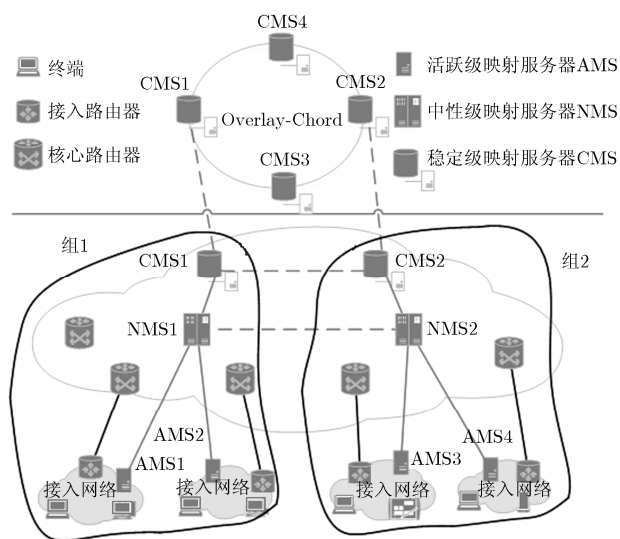 CMS4
终端
活跃级映射服务器AMS
CMS1
CMS2
接入路由器
Overlay-Chord
中性级映射服务器NMS
核心路由器
CMS3
稳定级映射服务器CMS
组1
CMS1
CMS2
组2
NMS1
NMS2
AMS2
AMS4
AMS1
AMS3
接入网络
接入网络
接入网络
接入网络